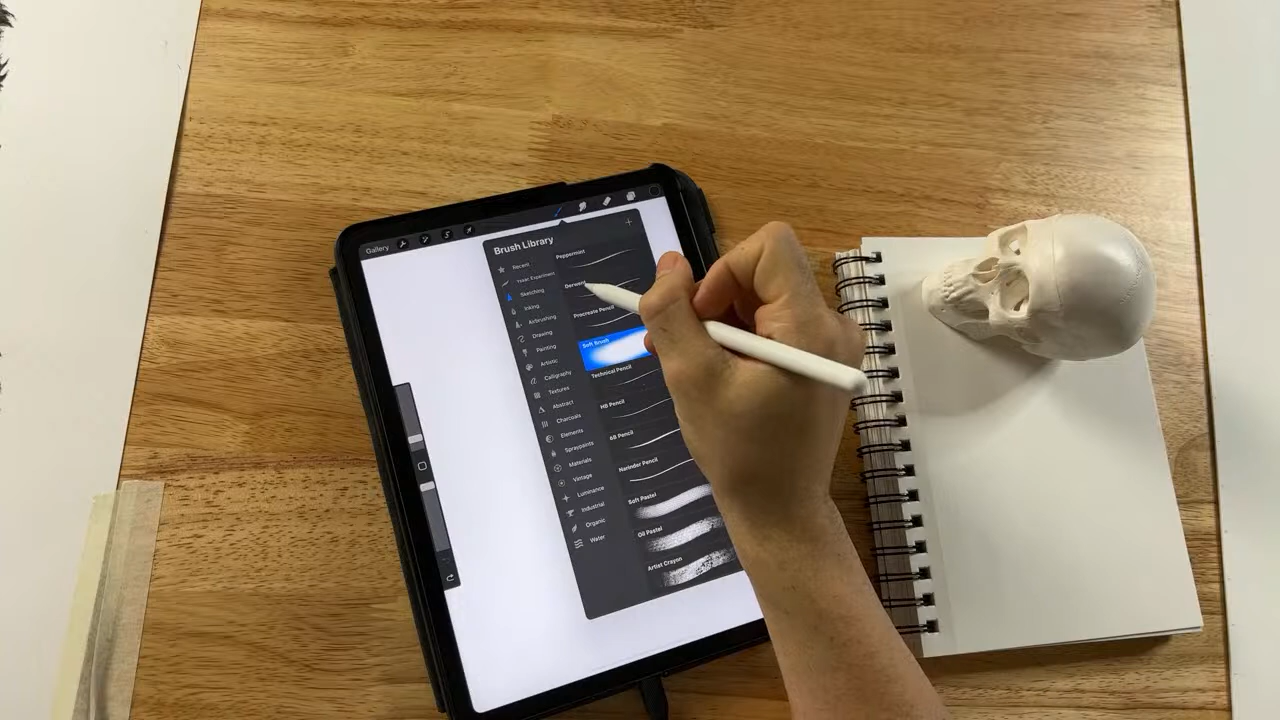 Gallery
Brush Library
Recent
Sketching
Inking
Airbrushing
Drawing
Painting
Artistic
Calligraphy
Textures
Abstract
Charcoals
Elements
Spraypaints
Materials
Vintage
Luminance
Industrial
Organic
Water
Peppermint
Derwent
Procreate Pencil
Soft Brush
Technical Pencil
HB Pencil
6B Pencil
Narinder Pencil
Soft Pastel
Oil Pastel
Artist Crayon